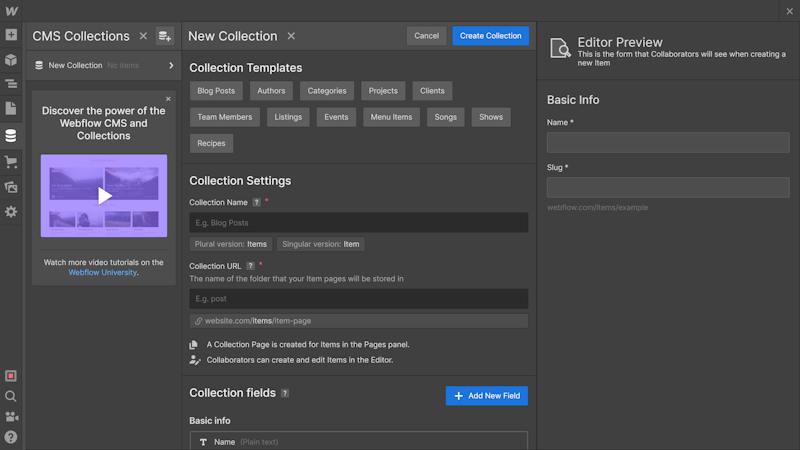 CMS Collections
New Collection No items
Discover the power of the
Webflow CMS and
Collections
Watch more video tutorials on the
Webflow University.
New Collection
Cancel
Create Collection
Collection Templates
Blog Posts
Authors
Categories
Projects
Clients
Team Members
Listings
Events
Menu Items
Songs
Shows
Recipes
Collection Settings
Collection Name ? *
E.g. Blog Posts
Plural version: Items
Singular version: Item
Collection URL ? *
The name of the folder that your Item pages will be stored in
E.g. post
website.com/items/item-page
A Collection Page is created for Items in the Pages panel.
Collaborators can create and edit Items in the Editor.
Collection fields ?
+ Add New Field
Basic info
T Name (Plain text)
Editor Preview
This is the form that Collaborators will see when creating a
new Item
Basic Info
Name *
Slug *
webflow.com/items/example